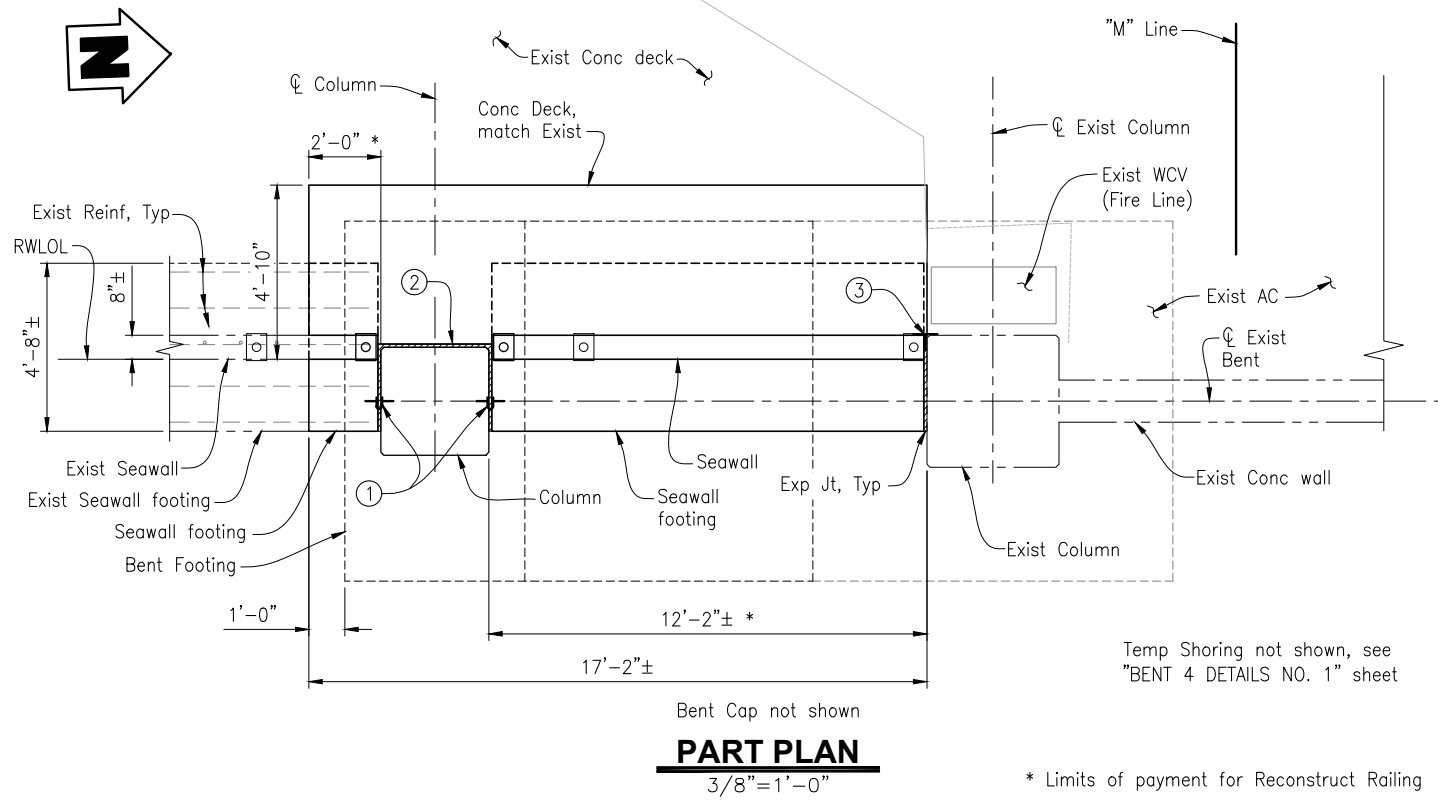 N
"M" Line
Exist Conc deck
℄ Column
Conc Deck,
match Exist
℄ Exist Column
2'-0" *
Exist WCV
(Fire Line)
Exist Reinf, Typ
RWLOL
4'-10"
8"±
4'-8"±
2
3
Exist AC
℄ Exist
Bent
Exist Seawall
Exist Seawall footing
Seawall footing
Bent Footing
1
Column
Seawall
Seawall
footing
Exp Jt, Typ
Exist Conc wall
Exist Column
1'-0"
12'-2"± *
17'-2"±
Temp Shoring not shown, see
"BENT 4 DETAILS NO. 1" sheet
Bent Cap not shown
PART PLAN
3/8"=1'-0"
* Limits of payment for Reconstruct Railing